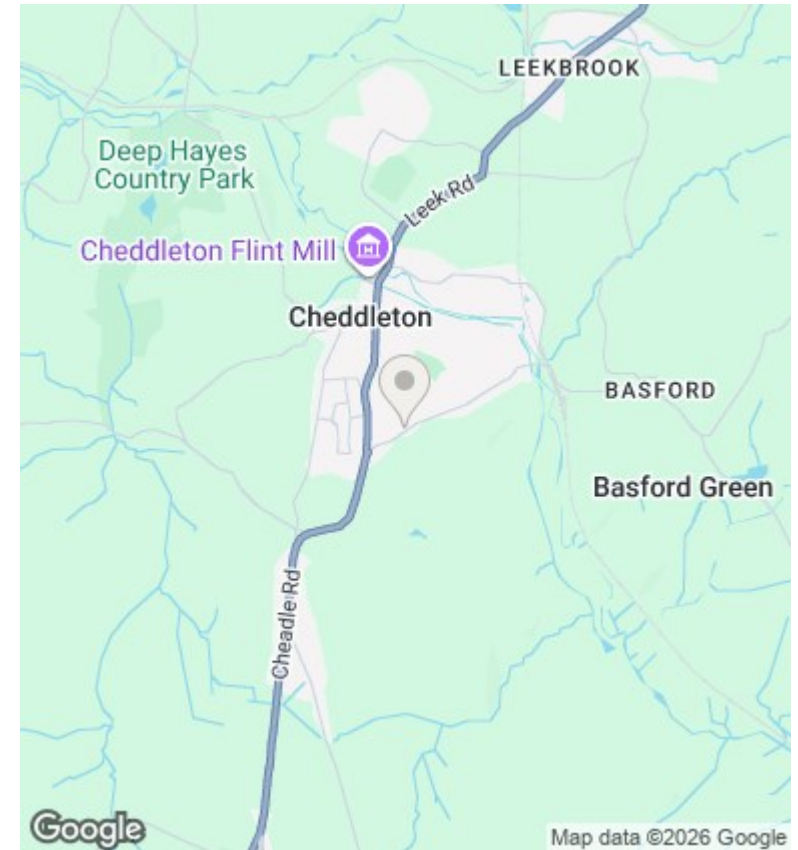 LEEKBROOK
Deep Hayes
Country Park
Leek Rd
Cheddleton Flint Mill
Cheddleton
BASFORD
Basford Green
Cheadle Rd
Google
Map data ©2026 Google